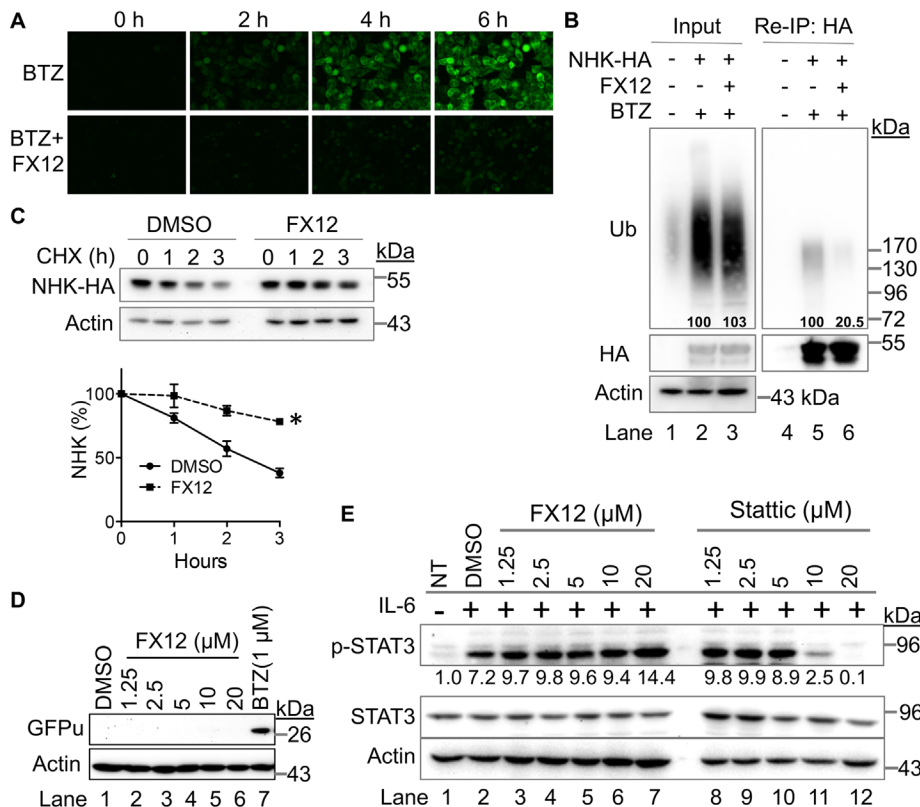 A
0 h 2 h 4 h 6 h
BTZ
BTZ+
FX12
B
Input Re-IP: HA
NHK-HA - + + - + +
FX12 + +
BTZ - + + - + +
kDa
Ub
170
130
96
72
100 103 100 20.5
HA
55
Actin
43 kDa
Lane 1 2 3 4 5 6
C
DMSO FX12
CHX (h) 0 1 2 3 0 1 2 3 kDa
NHK-HA 55
Actin 43
NHK (%)
100
50
0
DMSO
FX12
*
0 1 2 3
Hours
D
DMSO
FX12 (µM)
1.25 2.5 5 10 20
BTZ(1 µM)
kDa
GFPu 26
Actin 43
Lane 1 2 3 4 5 6 7
E
FX12 (µM) Stattic (µM)
NT DMSO 1.25 2.5 5 10 20 1.25 2.5 5 10 20
IL-6 - + + + + + + + + + + +
kDa
p-STAT3 96
1.0 7.2 9.7 9.8 9.6 9.4 14.4 9.8 9.9 8.9 2.5 0.1
STAT3 96
Actin 43
Lane 1 2 3 4 5 6 7 8 9 10 11 12